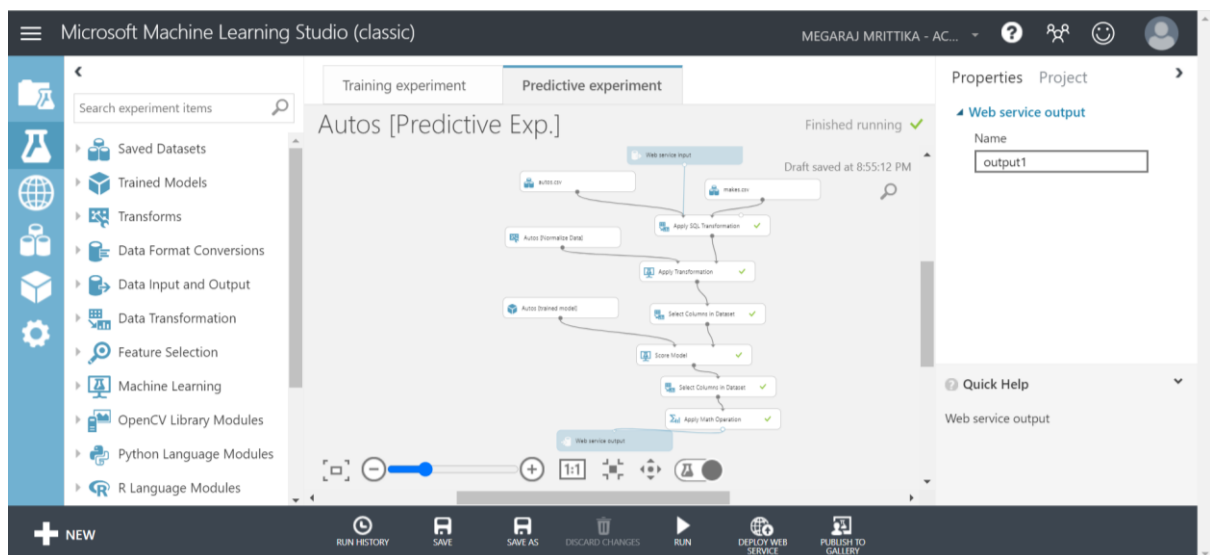 Microsoft Machine Learning Studio (classic)
MEGARAJ MRITTIKA - AC...
Search experiment items
Saved Datasets
Trained Models
Transforms
Data Format Conversions
Data Input and Output
Data Transformation
Feature Selection
Machine Learning
OpenCV Library Modules
Python Language Modules
R Language Modules
Training experiment
Predictive experiment
Autos [Predictive Exp.]
Finished running
Draft saved at 8:55:12 PM
Web service input
autos.csv
makes.csv
Apply SQL Transformation
Autos [Normalize Data]
Apply Transformation
Autos [trained model]
Select Columns in Dataset
Score Model
Select Columns in Dataset
Apply Math Operation
Web service output
1:1
Properties Project
Web service output
Name
output1
Quick Help
Web service output
NEW
RUN HISTORY
SAVE
SAVE AS
DISCARD CHANGES
RUN
DEPLOY WEB
SERVICE
PUBLISH TO
GALLERY